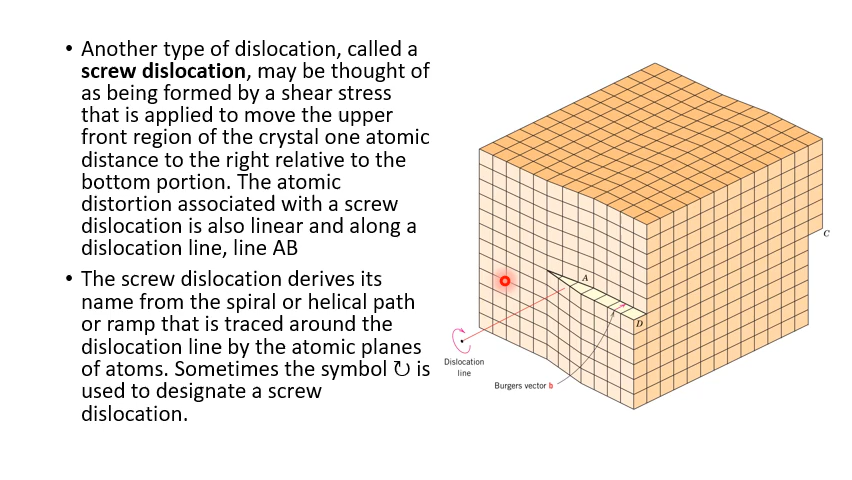 • Another type of dislocation, called a
screw dislocation, may be thought of
as being formed by a shear stress
that is applied to move the upper
front region of the crystal one atomic
distance to the right relative to the
bottom portion. The atomic
distortion associated with a screw
dislocation is also linear and along a
dislocation line, line AB
• The screw dislocation derives its
name from the spiral or helical path
or ramp that is traced around the
dislocation line by the atomic planes
of atoms. Sometimes the symbol ↻ is
used to designate a screw
dislocation.
C
A
D
Dislocation
line
Burgers vector b